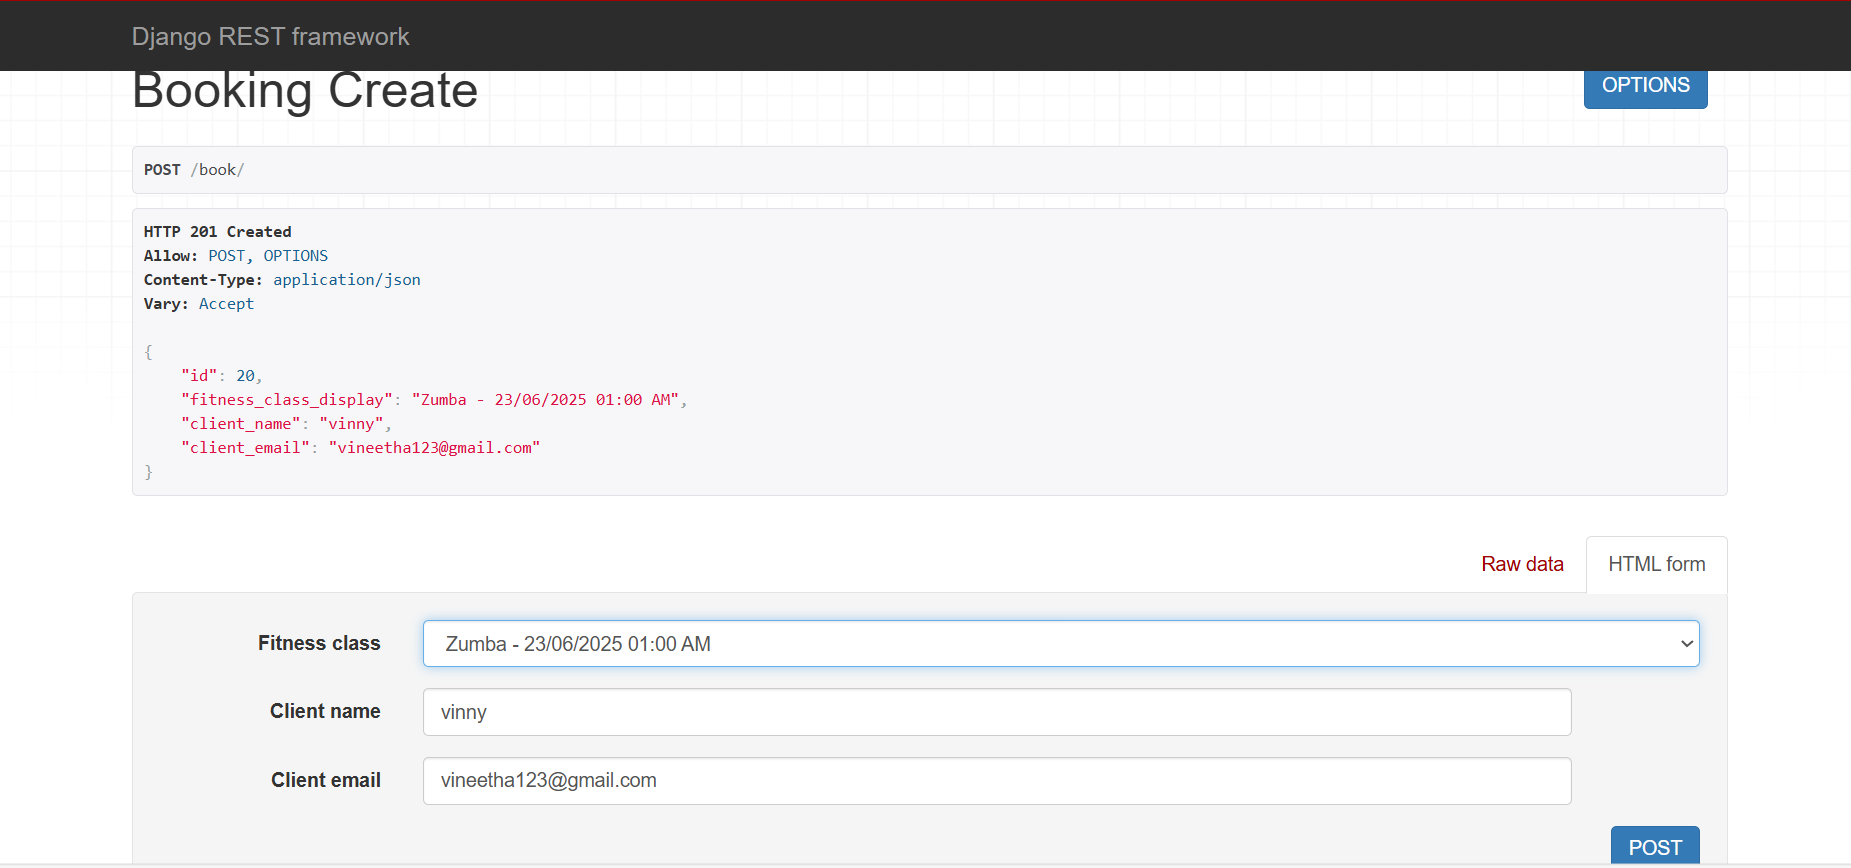 Django REST framework
Booking Create
OPTIONS
POST /book/
HTTP 201 Created
Allow: POST, OPTIONS
Content-Type: application/json
Vary: Accept
{
    "id": 20,
    "fitness_class_display": "Zumba - 23/06/2025 01:00 AM",
    "client_name": "vinny",
    "client_email": "vineetha123@gmail.com"
}
Raw data
HTML form
Fitness class
Zumba - 23/06/2025 01:00 AM
Client name
vinny
Client email
vineetha123@gmail.com
POST